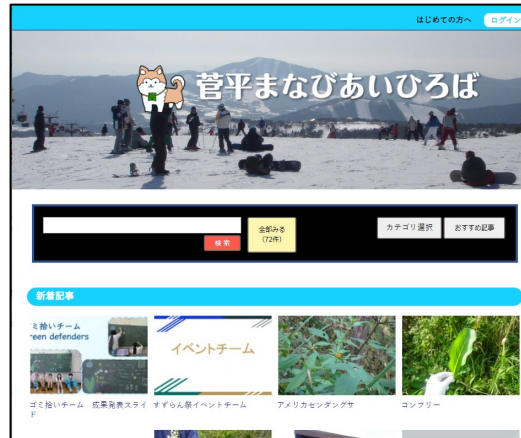 はじめての方へ ログイン
菅平まなびあいひろば
検索
全部みる
(72件)
カテゴリ選択
おすすめ記事
新着記事
ミ拾いチーム
reen defenders
イベントチーム
ゴミ拾いチーム 成果発表スライド
すずらん祭イベントチーム
アメリカセンダングサ
コンフリー